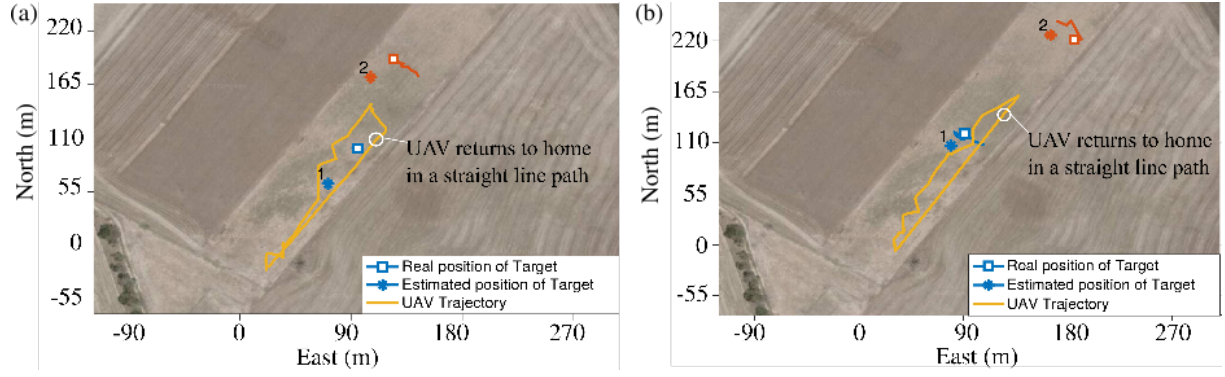 (a)
North (m)
220
165
110
55
0
-55
2
1
UAV returns to home
in a straight line path
Real position of Target
Estimated position of Target
UAV Trajectory
-90 0 90 180 270
East (m)
(b)
North (m)
220
165
110
55
0
-55
2
1
UAV returns to home
in a straight line path
Real position of Target
Estimated position of Target
UAV Trajectory
-90 0 90 180 270
East (m)